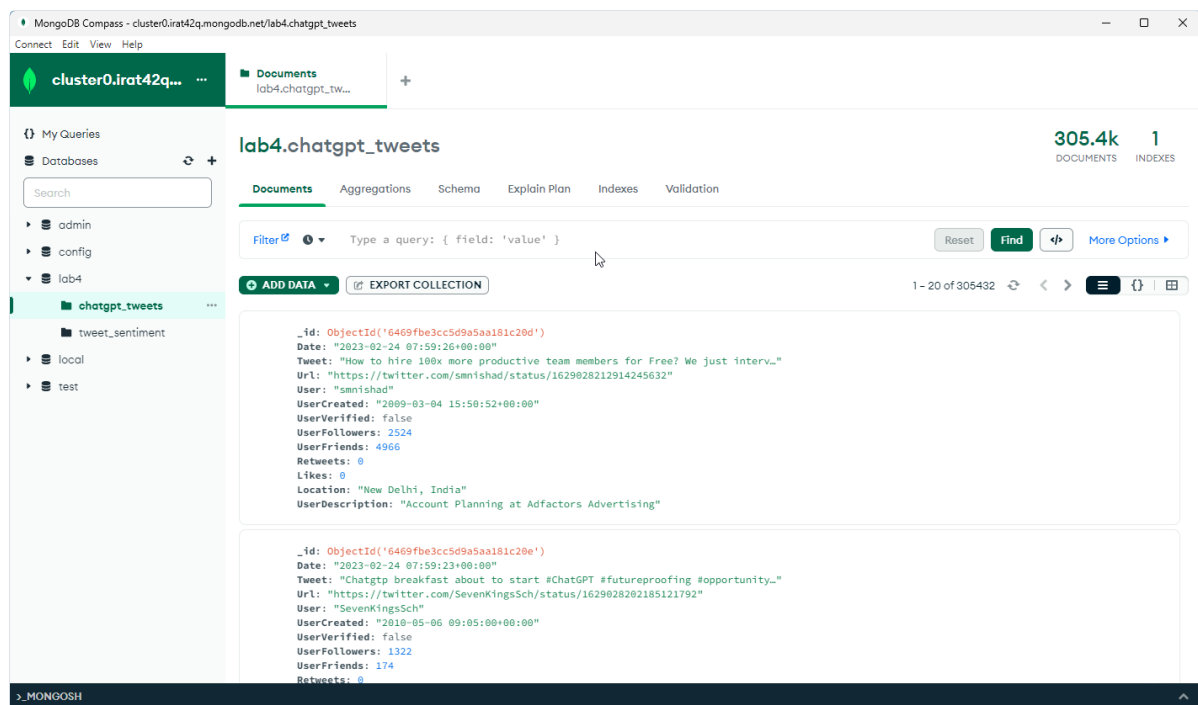 MongoDB Compass - cluster0.irat42q.mongodb.net/lab4.chatgpt_tweets
Connect Edit View Help
cluster0.irat42q... ...
Documents
lab4.chatgpt_tw...
+
{} My Queries
Databases
+
Search
admin
config
lab4
chatgpt_tweets ...
tweet_sentiment
local
test
lab4.chatgpt_tweets
305.4k
DOCUMENTS
1
INDEXES
Documents Aggregations Schema Explain Plan Indexes Validation
Filter Type a query: { field: 'value' } Reset Find </> More Options
ADD DATA EXPORT COLLECTION 1 – 20 of 305432 {}
_id: ObjectId('6469fbe3cc5d9a5aa181c20d')
Date: "2023-02-24 07:59:26+00:00"
Tweet: "How to hire 100x more productive team members for Free? We just interv…"
Url: "https://twitter.com/smnishad/status/1629028212914245632"
User: "smnishad"
UserCreated: "2009-03-04 15:50:52+00:00"
UserVerified: false
UserFollowers: 2524
UserFriends: 4966
Retweets: 0
Likes: 0
Location: "New Delhi, India"
UserDescription: "Account Planning at Adfactors Advertising"
_id: ObjectId('6469fbe3cc5d9a5aa181c20e')
Date: "2023-02-24 07:59:23+00:00"
Tweet: "Chatgtp breakfast about to start #ChatGPT #futureproofing #opportunity…"
Url: "https://twitter.com/SevenKingsSch/status/1629028202185121792"
User: "SevenKingsSch"
UserCreated: "2010-05-06 09:05:00+00:00"
UserVerified: false
UserFollowers: 1322
UserFriends: 174
Retweets: 0
>_MONGOSH